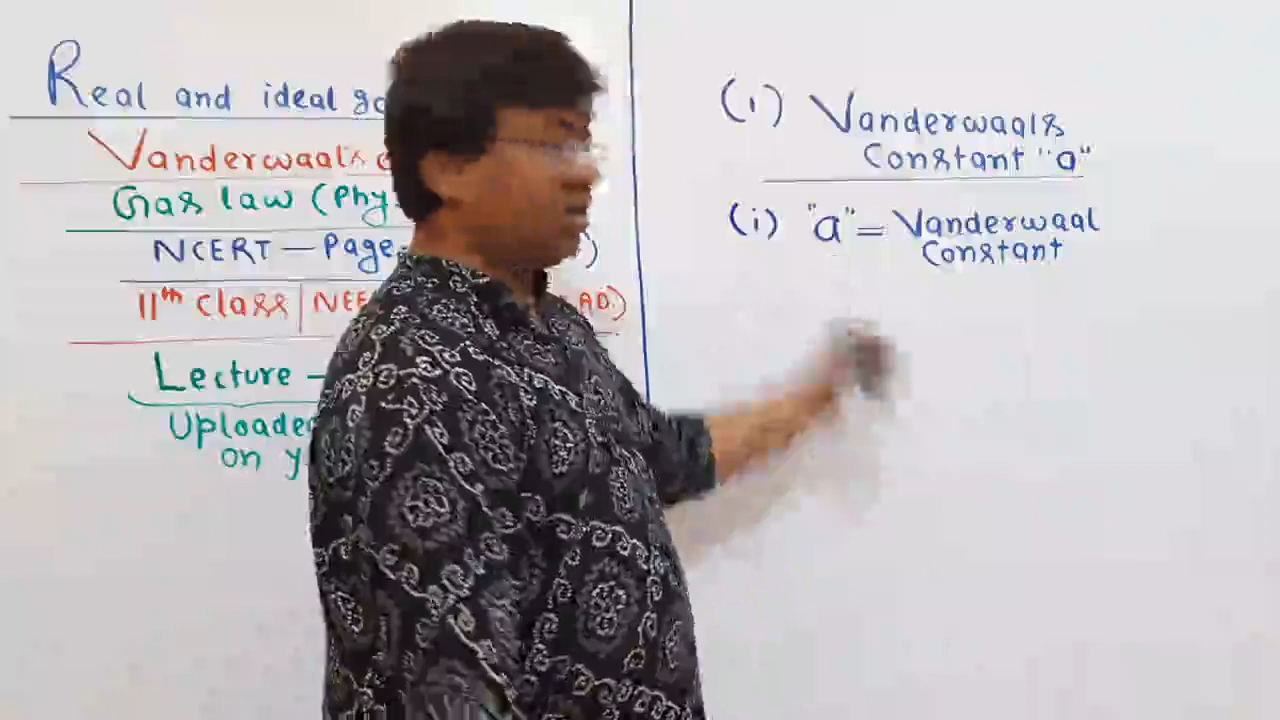 Real and ideal
Vanderwaal's
Gas law (Phy
NCERT - Page )
11th Class | NEE AD.)
Lecture -
Uploade
on y
(1) Vanderwaals
Constant "a"
(i) "a" = Vanderwaal
Constant